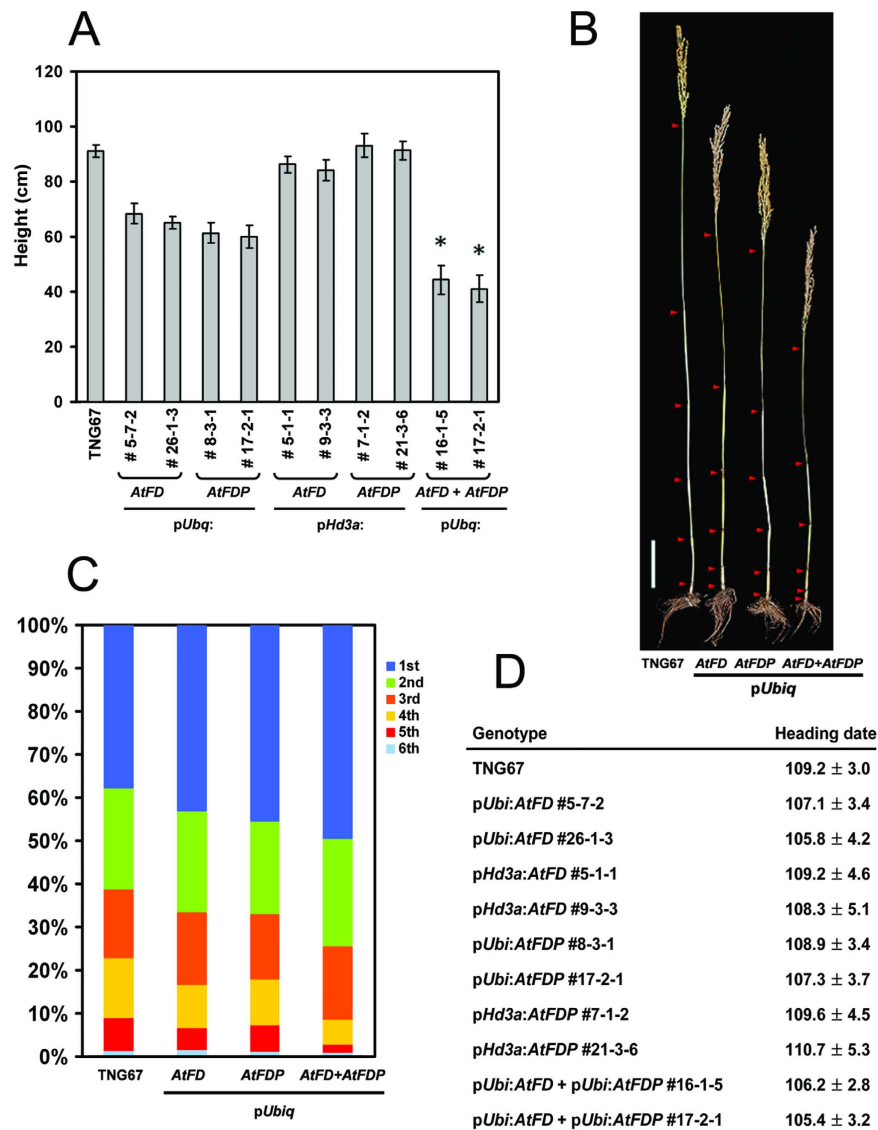 A
Height (cm)
120
100
80
60
40
20
0
*
*
TNG67
# 5-7-2
# 26-1-3
# 8-3-1
# 17-2-1
# 5-1-1
# 9-3-3
# 7-1-2
# 21-3-6
# 16-1-5
# 17-2-1
AtFD AtFDP AtFD AtFDP AtFD + AtFDP
pUbq: pHd3a: pUbq:
B
TNG67 AtFD AtFDP AtFD+AtFDP
pUbiq
C
100%
90%
80%
70%
60%
50%
40%
30%
20%
10%
0%
1st
2nd
3rd
4th
5th
6th
TNG67 AtFD AtFDP AtFD+AtFDP
pUbiq
D
Genotype Heading date
TNG67 109.2 ± 3.0
pUbi:AtFD #5-7-2 107.1 ± 3.4
pUbi:AtFD #26-1-3 105.8 ± 4.2
pHd3a:AtFD #5-1-1 109.2 ± 4.6
pHd3a:AtFD #9-3-3 108.3 ± 5.1
pUbi:AtFDP #8-3-1 108.9 ± 3.4
pUbi:AtFDP #17-2-1 107.3 ± 3.7
pHd3a:AtFDP #7-1-2 109.6 ± 4.5
pHd3a:AtFDP #21-3-6 110.7 ± 5.3
pUbi:AtFD + pUbi:AtFDP #16-1-5 106.2 ± 2.8
pUbi:AtFD + pUbi:AtFDP #17-2-1 105.4 ± 3.2